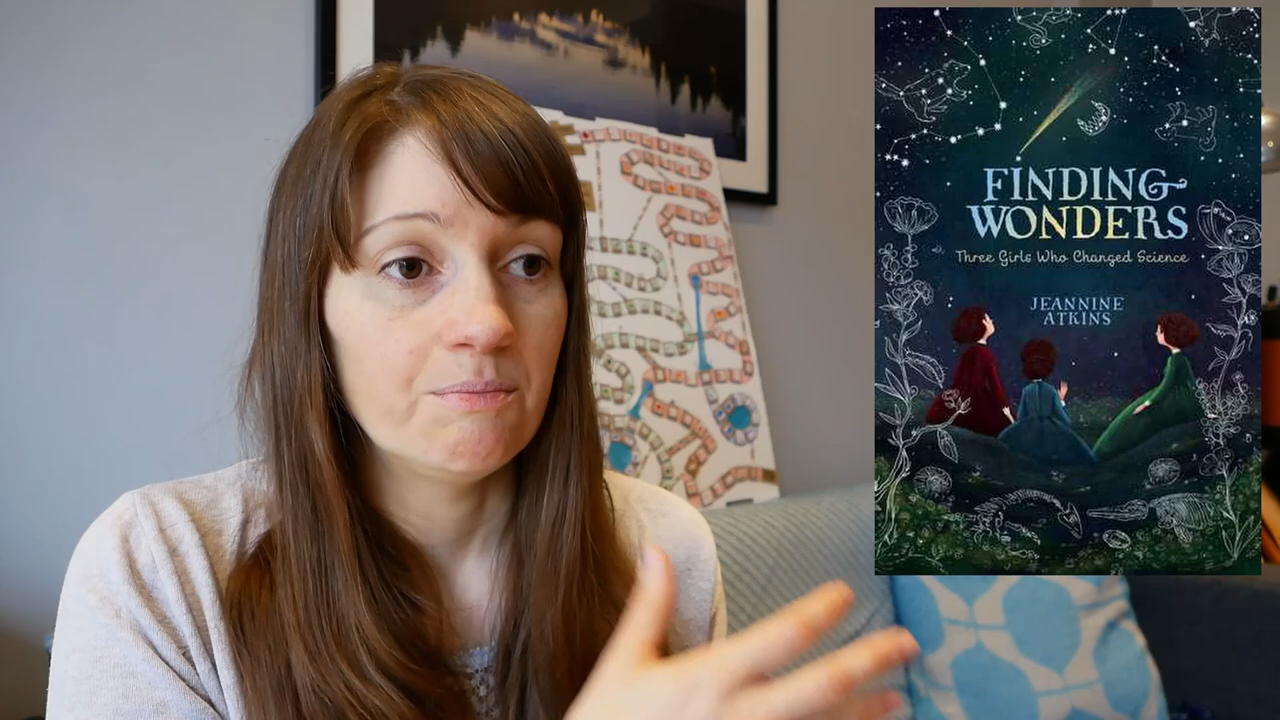 FINDING
WONDERS
Three Girls Who Changed Science
JEANNINE
ATKINS